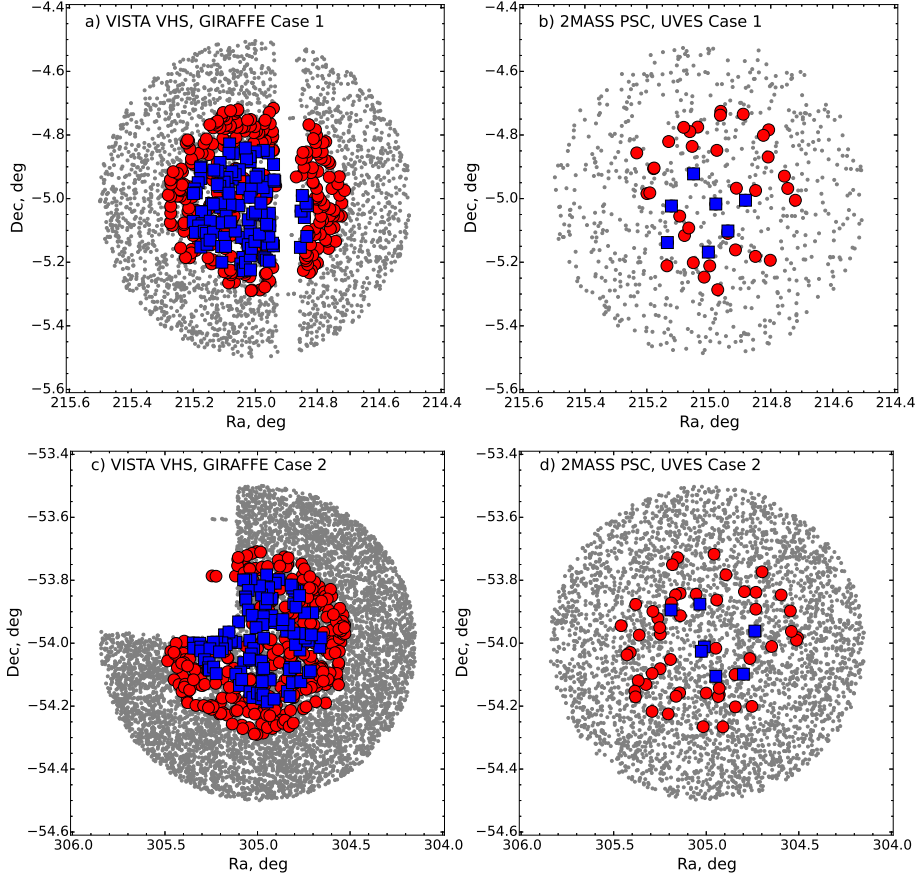 a) VISTA VHS, GIRAFFE Case 1
−4.4
−4.6
−4.8
−5.0
−5.2
−5.4
−5.6
Dec, deg
215.6 215.4 215.2 215.0 214.8 214.6 214.4
Ra, deg
b) 2MASS PSC, UVES Case 1
−4.4
−4.6
−4.8
−5.0
−5.2
−5.4
−5.6
Dec, deg
215.6 215.4 215.2 215.0 214.8 214.6 214.4
Ra, deg
c) VISTA VHS, GIRAFFE Case 2
−53.4
−53.6
−53.8
−54.0
−54.2
−54.4
−54.6
Dec, deg
306.0 305.5 305.0 304.5 304.0
Ra, deg
d) 2MASS PSC, UVES Case 2
−53.4
−53.6
−53.8
−54.0
−54.2
−54.4
−54.6
Dec, deg
306.0 305.5 305.0 304.5 304.0
Ra, deg